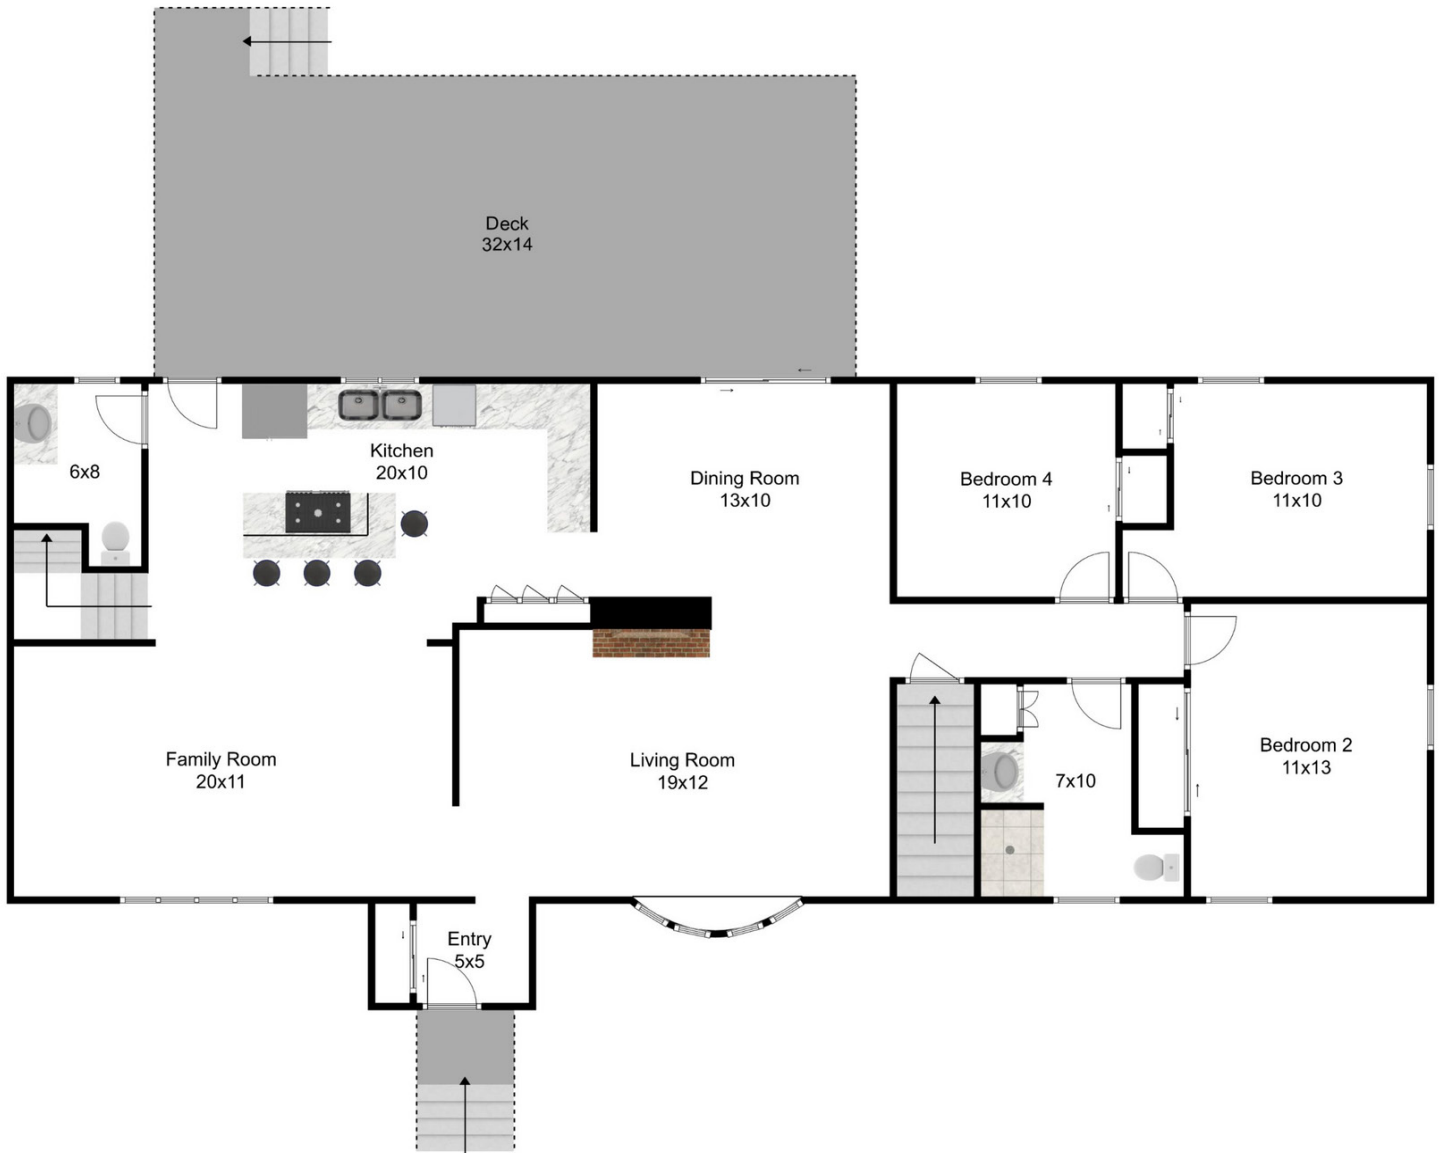 Deck
32x14
Kitchen
20x10
6x8
Dining Room
13x10
Bedroom 4
11x10
Bedroom 3
11x10
Family Room
20x11
Living Room
19x12
7x10
Bedroom 2
11x13
Entry
5x5